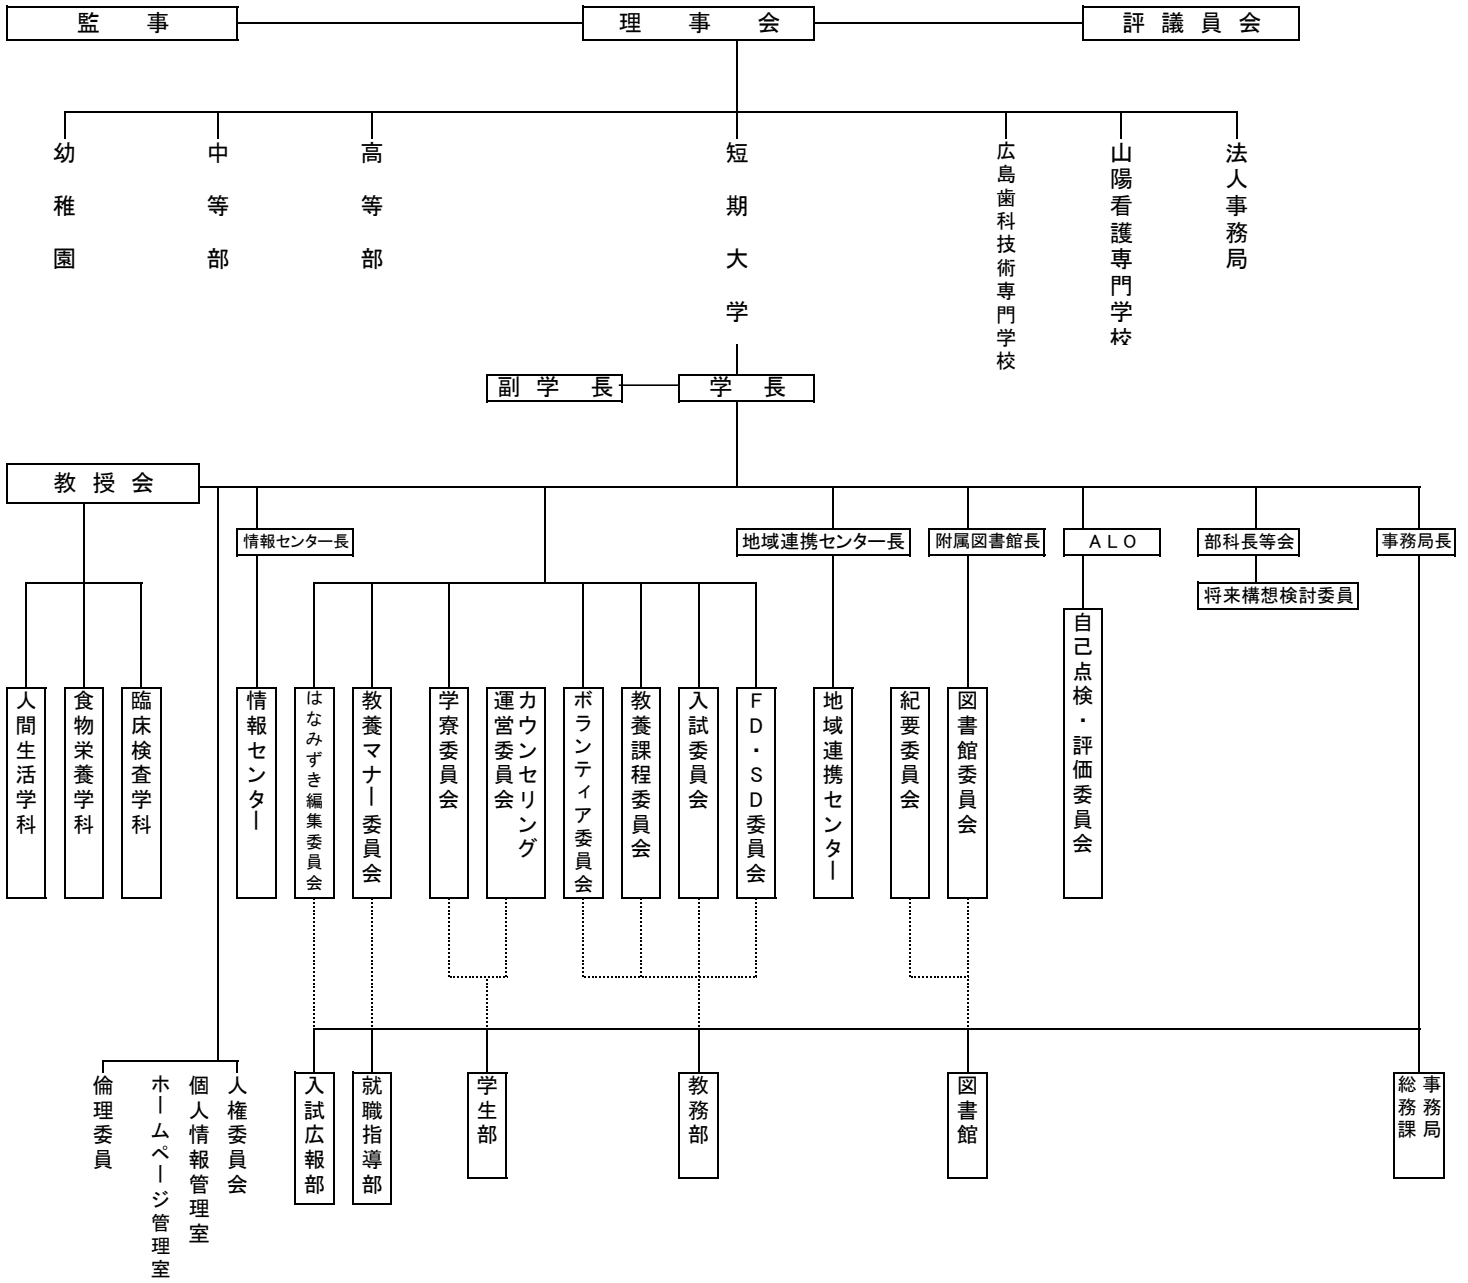 監事
理事会
評議員会
幼稚園
中等部
高等部
短期大学
広島歯科技術専門学校
山陽看護専門学校
法人事務局
副学長
学長
教授会
情報センター長
地域連携センター長
附属図書館長
ALO
部科長等会
事務局長
将来構想検討委員
自己点検・評価委員会
人間生活学科
食物栄養学科
臨床検査学科
情報センター
はなみずき編集委員会
教養マナー委員会
学寮委員会
カウンセリング
運営委員会
ボランティア委員会
教養課程委員会
入試委員会
FD・SD委員会
地域連携センター
紀要委員会
図書館委員会
倫理委員
ホームページ管理室
個人情報管理室
人権委員会
入試広報部
就職指導部
学生部
教務部
図書館
事務局
総務課